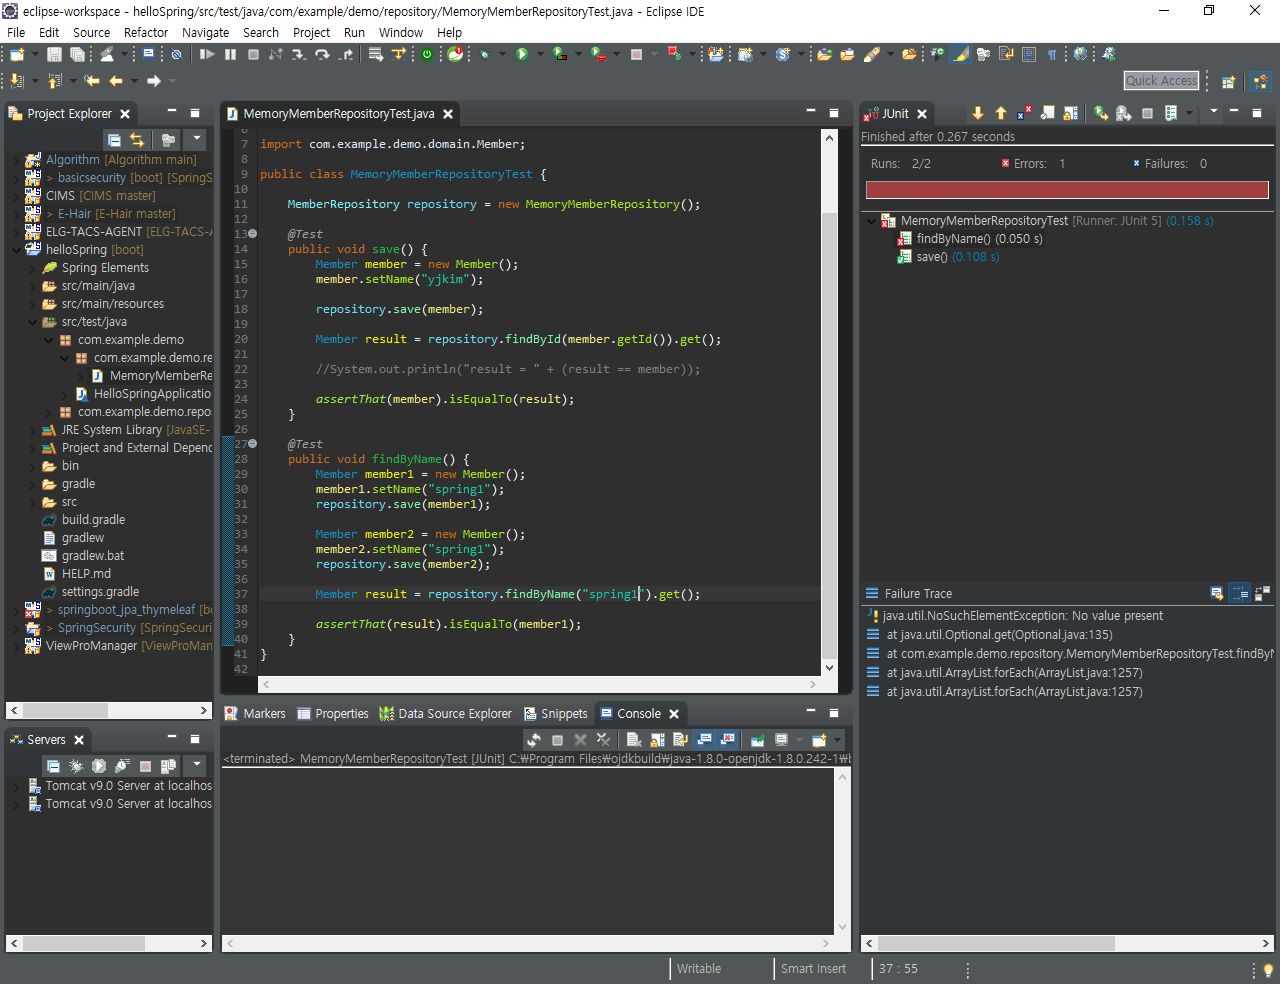 eclipse-workspace - helloSpring/src/test/java/com/example/demo/repository/MemoryMemberRepositoryTest.java - Eclipse IDE
File Edit Source Refactor Navigate Search Project Run Window Help
Quick Access
Project Explorer
Algorithm [Algorithm main]
> basicsecurity [boot] [SpringS
CIMS [CIMS master]
> E-Hair [E-Hair master]
ELG-TACS-AGENT [ELG-TACS-A
helloSpring [boot]
Spring Elements
src/main/java
src/main/resources
src/test/java
com.example.demo
com.example.demo.re
MemoryMemberRe
HelloSpringApplicatio
com.example.demo.repo
JRE System Library [JavaSE-
Project and External Depend
bin
gradle
src
build.gradle
gradlew
gradlew.bat
HELP.md
settings.gradle
> springboot_jpa_thymeleaf [bo
> SpringSecurity [SpringSecuri
ViewProManager [ViewProMan
Servers
Tomcat v9.0 Server at localhos
Tomcat v9.0 Server at localhos
MemoryMemberRepositoryTest.java
6
7 import com.example.demo.domain.Member;
8
9 public class MemoryMemberRepositoryTest {
10
11 MemberRepository repository = new MemoryMemberRepository();
12
13 @Test
14 public void save() {
15 Member member = new Member();
16 member.setName("yjkim");
17
18 repository.save(member);
19
20 Member result = repository.findById(member.getId()).get();
21
22 //System.out.println("result = " + (result == member));
23
24 assertThat(member).isEqualTo(result);
25 }
26
27 @Test
28 public void findByName() {
29 Member member1 = new Member();
30 member1.setName("spring1");
31 repository.save(member1);
32
33 Member member2 = new Member();
34 member2.setName("spring1");
35 repository.save(member2);
36
37 Member result = repository.findByName("spring1").get();
38
39 assertThat(result).isEqualTo(member1);
40 }
41 }
42
Markers Properties Data Source Explorer Snippets Console
<terminated> MemoryMemberRepositoryTest [JUnit] C:₩Program Files₩ojdkbuild₩java-1.8.0-openjdk-1.8.0.242-1₩b
JUnit
Finished after 0.267 seconds
Runs: 2/2 Errors: 1 Failures: 0
MemoryMemberRepositoryTest [Runner: JUnit 5] (0.158 s)
findByName() (0.050 s)
save() (0.108 s)
Failure Trace
java.util.NoSuchElementException: No value present
at java.util.Optional.get(Optional.java:135)
at com.example.demo.repository.MemoryMemberRepositoryTest.findByN
at java.util.ArrayList.forEach(ArrayList.java:1257)
at java.util.ArrayList.forEach(ArrayList.java:1257)
Writable Smart Insert 37 : 55